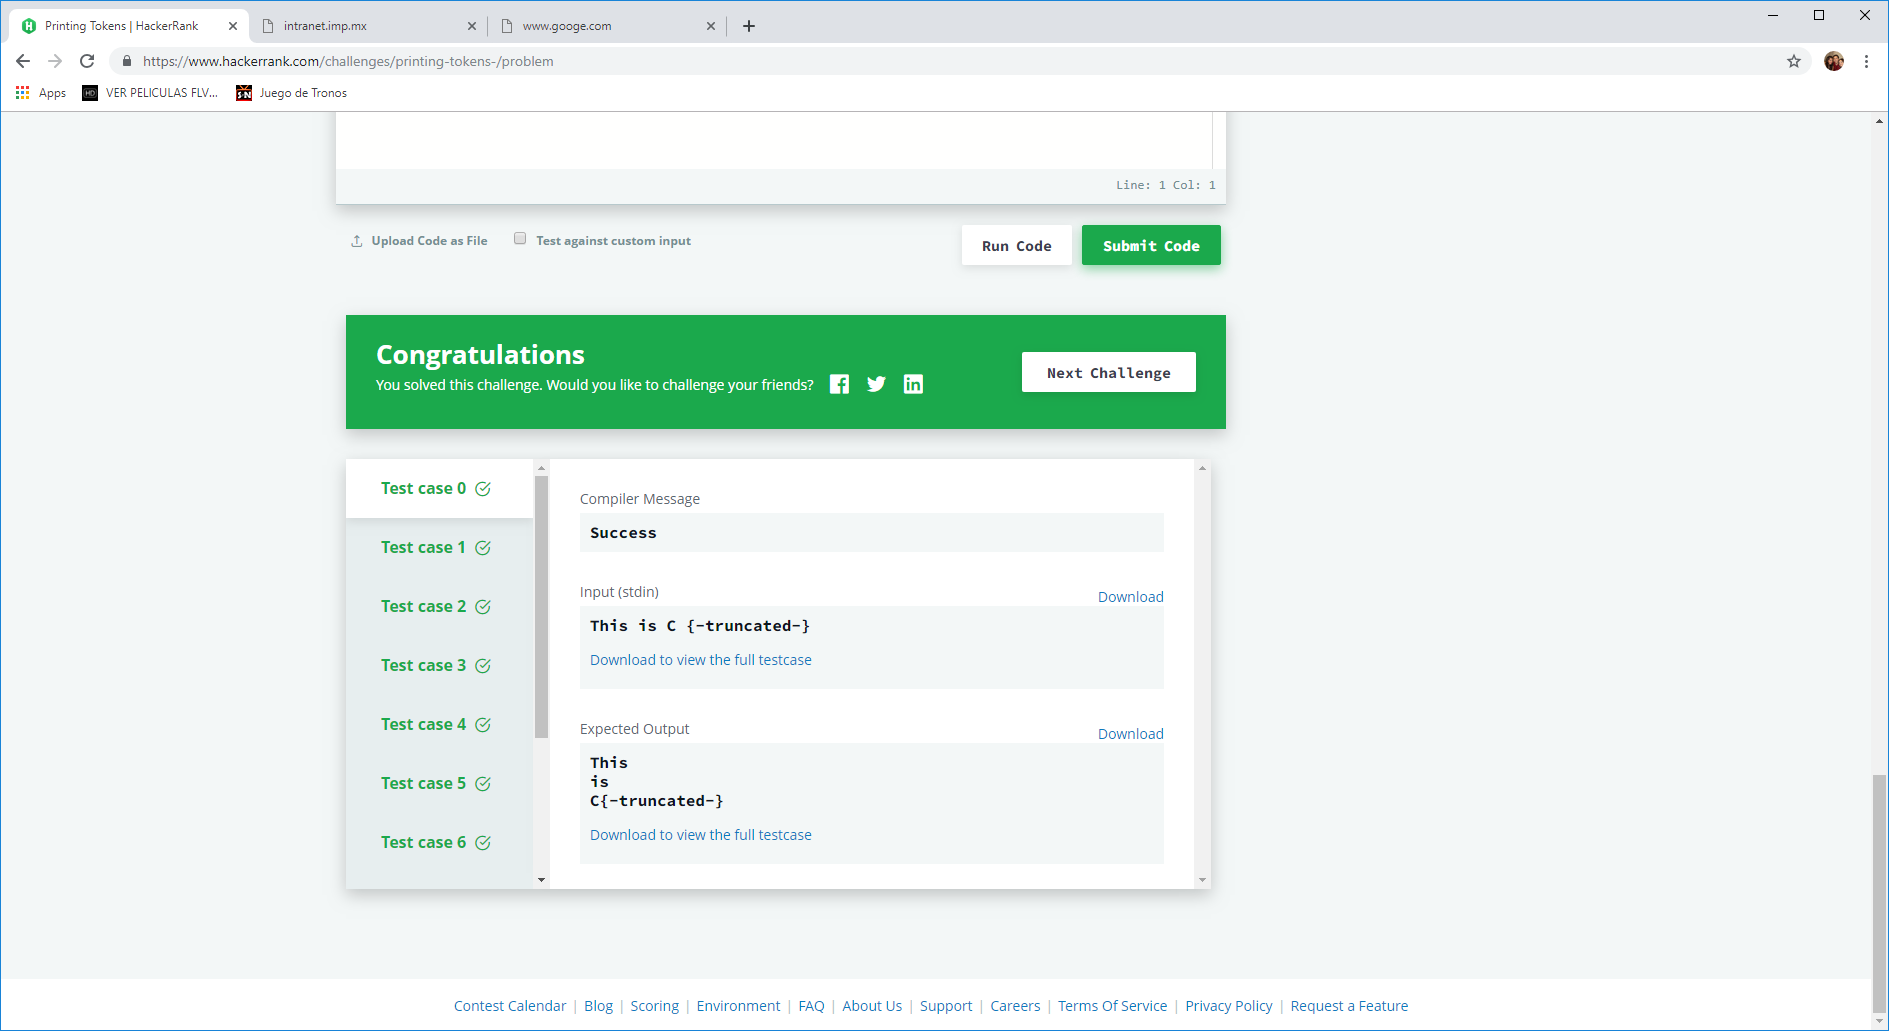 Printing Tokens | HackerRank
intranet.imp.mx
www.googe.com
https://www.hackerrank.com/challenges/printing-tokens-/problem
Apps
VER PELICULAS FLV...
Juego de Tronos
Line: 1 Col: 1
Upload Code as File
Test against custom input
Run Code
Submit Code
Congratulations
You solved this challenge. Would you like to challenge your friends?
Next Challenge
Test case 0
Test case 1
Test case 2
Test case 3
Test case 4
Test case 5
Test case 6
Compiler Message
Success
Input (stdin)
Download
This is C {-truncated-}
Download to view the full testcase
Expected Output
Download
This
is
C{-truncated-}
Download to view the full testcase
Contest Calendar | Blog | Scoring | Environment | FAQ | About Us | Support | Careers | Terms Of Service | Privacy Policy | Request a Feature